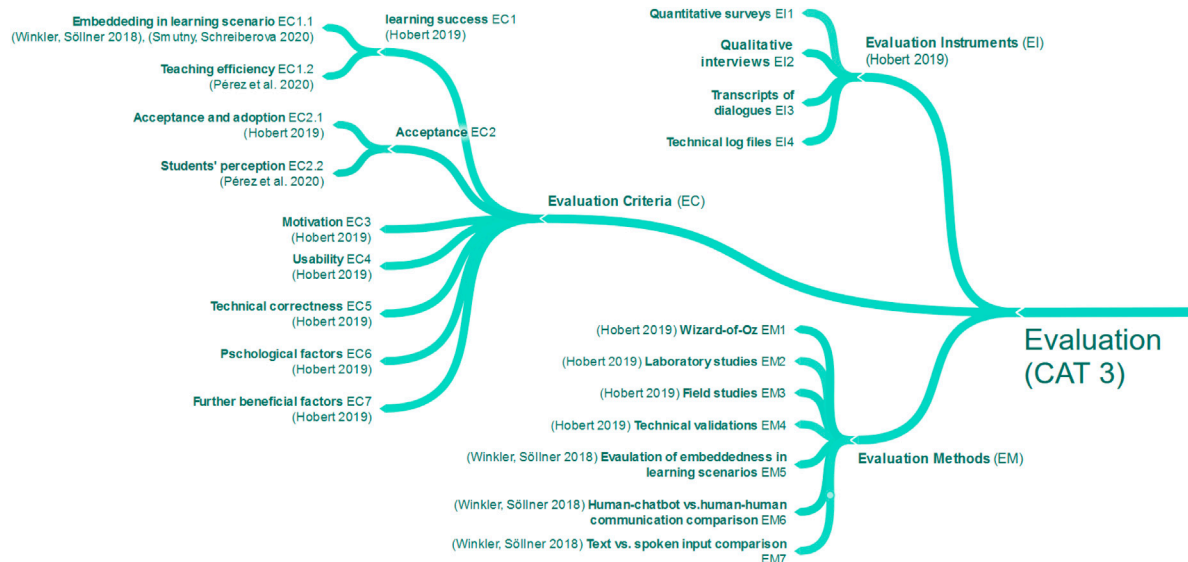 Embeddeding in learning scenario EC1.1
(Winkler, Söllner 2018), (Smutny, Schreiberova 2020)
Teaching efficiency EC1.2
(Pérez et al. 2020)
learning success EC1
(Hobert 2019)
Acceptance and adoption EC2.1
(Hobert 2019)
Students' perception EC2.2
(Pérez et al. 2020)
Acceptance EC2
Motivation EC3
(Hobert 2019)
Usability EC4
(Hobert 2019)
Technical correctness EC5
(Hobert 2019)
Pschological factors EC6
(Hobert 2019)
Further beneficial factors EC7
(Hobert 2019)
Evaluation Criteria (EC)
Quantitative surveys EI1
Qualitative
interviews EI2
Transcripts of
dialogues EI3
Technical log files EI4
Evaluation Instruments (EI)
(Hobert 2019)
(Hobert 2019) Wizard-of-Oz EM1
(Hobert 2019) Laboratory studies EM2
(Hobert 2019) Field studies EM3
(Hobert 2019) Technical validations EM4
(Winkler, Söllner 2018) Evaulation of embeddedness in
learning scenarios EM5
(Winkler, Söllner 2018) Human-chatbot vs.human-human
communication comparison EM6
(Winkler, Söllner 2018) Text vs. spoken input comparison
EM7
Evaluation Methods (EM)
Evaluation
(CAT 3)